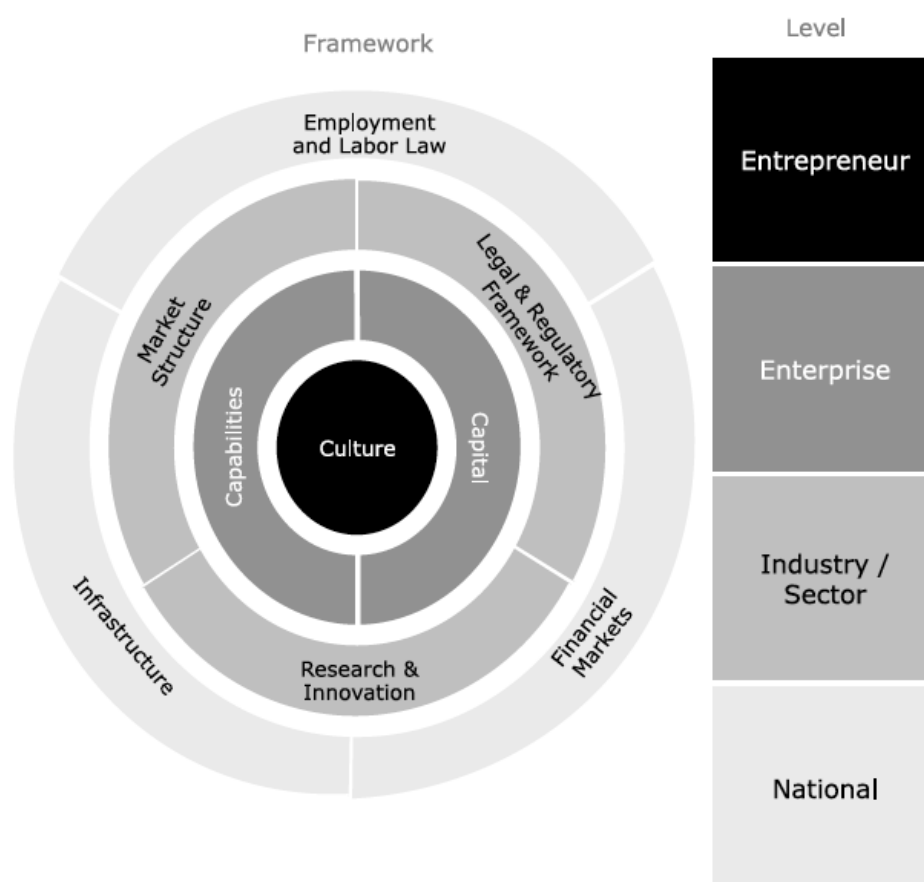 Framework
Level
Employment
and Labor Law
Entrepreneur
Legal & Regulatory
Framework
Market
Structure
Enterprise
Capabilities
Culture
Capital
Industry /
Sector
Infrastructure
Financial
Markets
Research &
Innovation
National